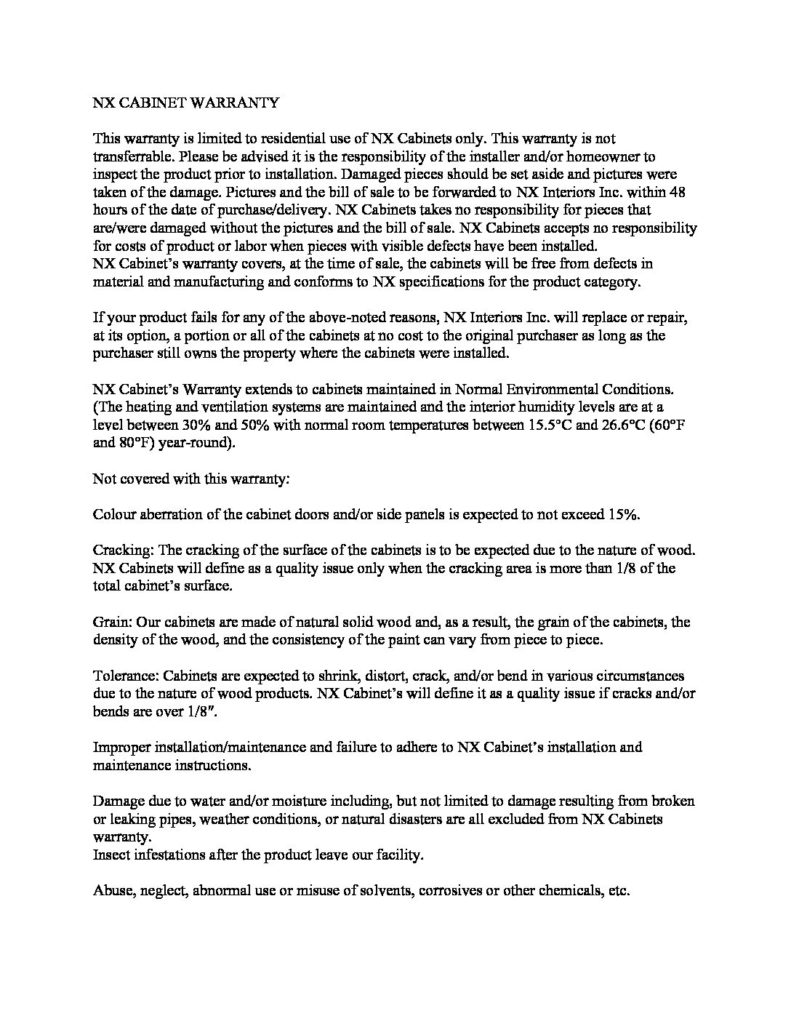 NX CABINET WARRANTY
This warranty is limited to residential use of NX Cabinets only. This warranty is not
transferrable. Please be advised it is the responsibility of the installer and/or homeowner to
inspect the product prior to installation. Damaged pieces should be set aside and pictures were
taken of the damage. Pictures and the bill of sale to be forwarded to NX Interiors Inc. within 48
hours of the date of purchase/delivery. NX Cabinets takes no responsibility for pieces that
are/were damaged without the pictures and the bill of sale. NX Cabinets accepts no responsibility
for costs of product or labor when pieces with visible defects have been installed.
NX Cabinet's warranty covers, at the time of sale, the cabinets will be free from defects in
material and manufacturing and conforms to NX specifications for the product category.
If your product fails for any of the above-noted reasons, NX Interiors Inc. will replace or repair,
at its option, a portion or all of the cabinets at no cost to the original purchaser as long as the
purchaser still owns the property where the cabinets were installed.
NX Cabinet's Warranty extends to cabinets maintained in Normal Environmental Conditions.
(The heating and ventilation systems are maintained and the interior humidity levels are at a
level between 30% and 50% with normal room temperatures between 15.5°C and 26.6°C (60°F
and 80°F) year-round).
Not covered with this warranty:
Colour aberration of the cabinet doors and/or side panels is expected to not exceed 15%.
Cracking: The cracking of the surface of the cabinets is to be expected due to the nature of wood.
NX Cabinets will define as a quality issue only when the cracking area is more than 1/8 of the
total cabinet's surface.
Grain: Our cabinets are made of natural solid wood and, as a result, the grain of the cabinets, the
density of the wood, and the consistency of the paint can vary from piece to piece.
Tolerance: Cabinets are expected to shrink, distort, crack, and/or bend in various circumstances
due to the nature of wood products. NX Cabinet's will define it as a quality issue if cracks and/or
bends are over 1/8″.
Improper installation/maintenance and failure to adhere to NX Cabinet's installation and
maintenance instructions.
Damage due to water and/or moisture including, but not limited to damage resulting from broken
or leaking pipes, weather conditions, or natural disasters are all excluded from NX Cabinets
warranty.
Insect infestations after the product leave our facility.
Abuse, neglect, abnormal use or misuse of solvents, corrosives or other chemicals, etc.